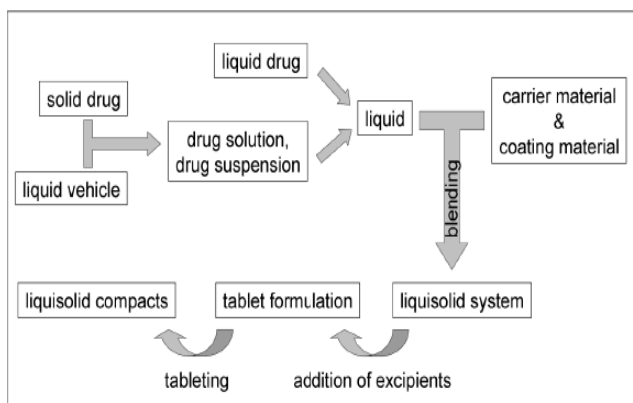 liquid drug
solid drug
liquid vehicle
drug solution,
drug suspension
liquid
carrier material
&
coating material
blending
liquisolid compacts
tablet formulation
liquisolid system
tableting
addition of excipients